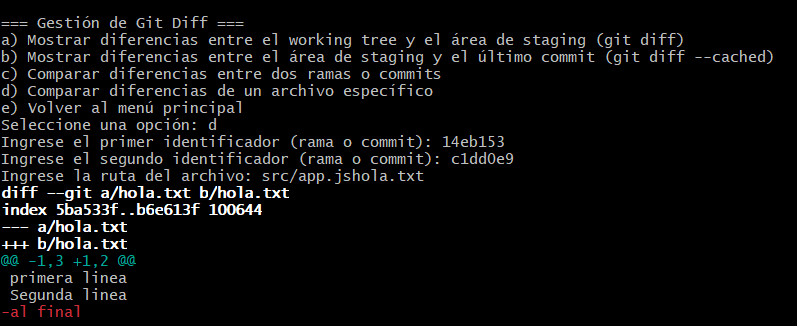 === Gestión de Git Diff ===
a) Mostrar diferencias entre el working tree y el área de staging (git diff)
b) Mostrar diferencias entre el área de staging y el último commit (git diff --cached)
c) Comparar diferencias entre dos ramas o commits
d) Comparar diferencias de un archivo específico
e) Volver al menú principal
Seleccione una opción: d
Ingrese el primer identificador (rama o commit): 14eb153
Ingrese el segundo identificador (rama o commit): c1dd0e9
Ingrese la ruta del archivo: src/app.jshola.txt
diff --git a/hola.txt b/hola.txt
index 5ba533f..b6e613f 100644
--- a/hola.txt
+++ b/hola.txt
@@ -1,3 +1,2 @@
 primera linea
 Segunda linea
-al final